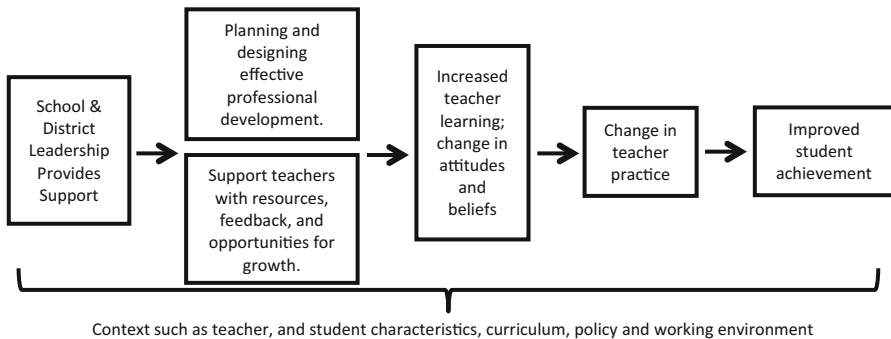 School &
District
Leadership
Provides
Support
Planning and
designing
effective
professional
development.
Support teachers
with resources,
feedback, and
opportunities for
growth.
Increased
teacher
learning;
change in
attitudes
and
beliefs
Change in
teacher
practice
Improved
student
achievement
Context such as teacher, and student characteristics, curriculum, policy and working environment